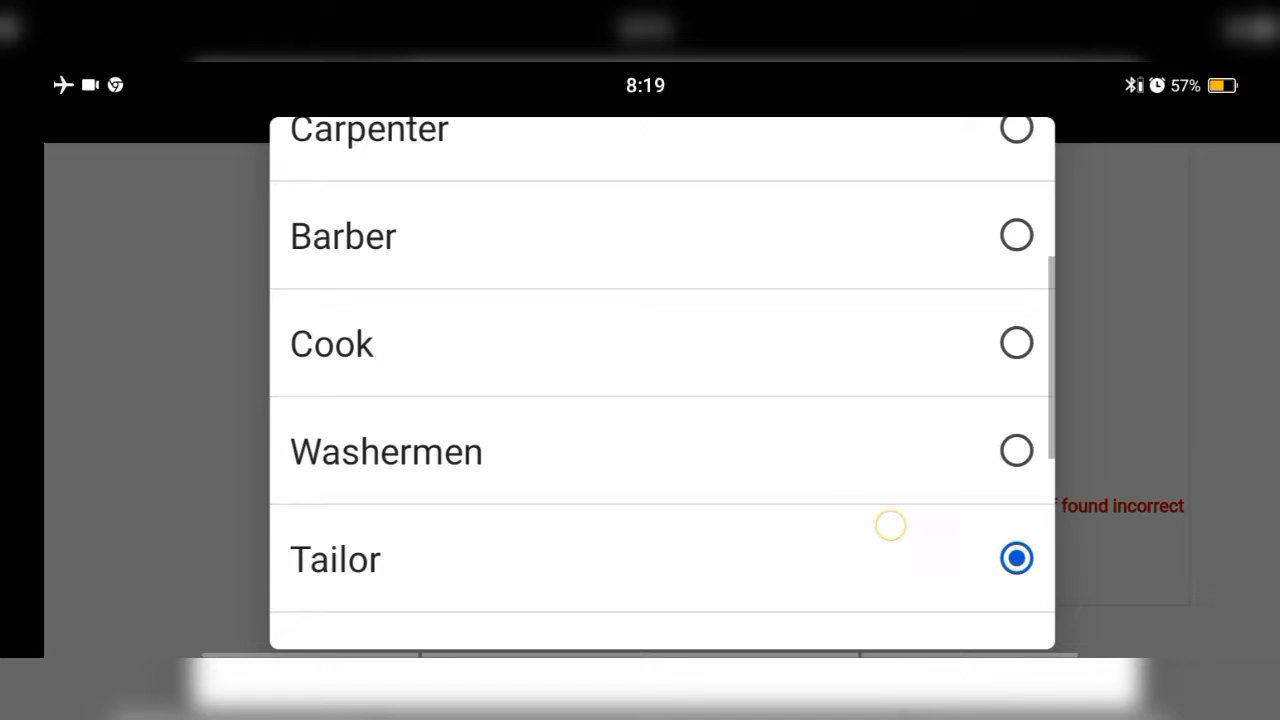 8:19
57%
Carpenter
Barber
Cook
Washermen
found incorrect
Tailor